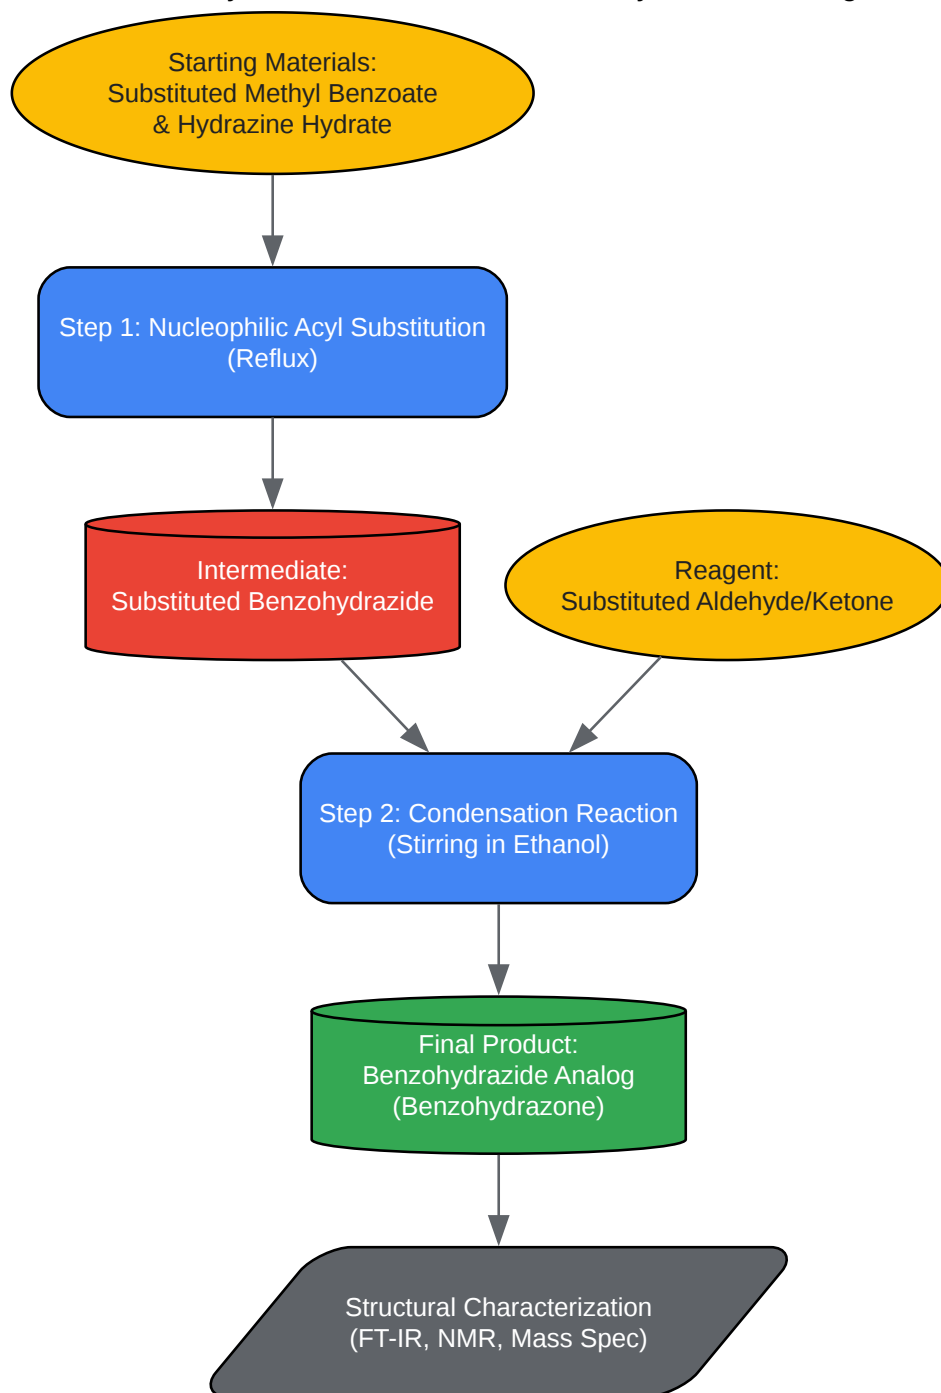 Starting Materials:
Substituted Methyl Benzoate
& Hydrazine Hydrate
Step 1: Nucleophilic Acyl Substitution
(Reflux)
Intermediate:
Substituted Benzohydrazide
Reagent:
Substituted Aldehyde/Ketone
Step 2: Condensation Reaction
(Stirring in Ethanol)
Final Product:
Benzohydrazide Analog
(Benzohydrazone)
Structural Characterization
(FT-IR, NMR, Mass Spec)